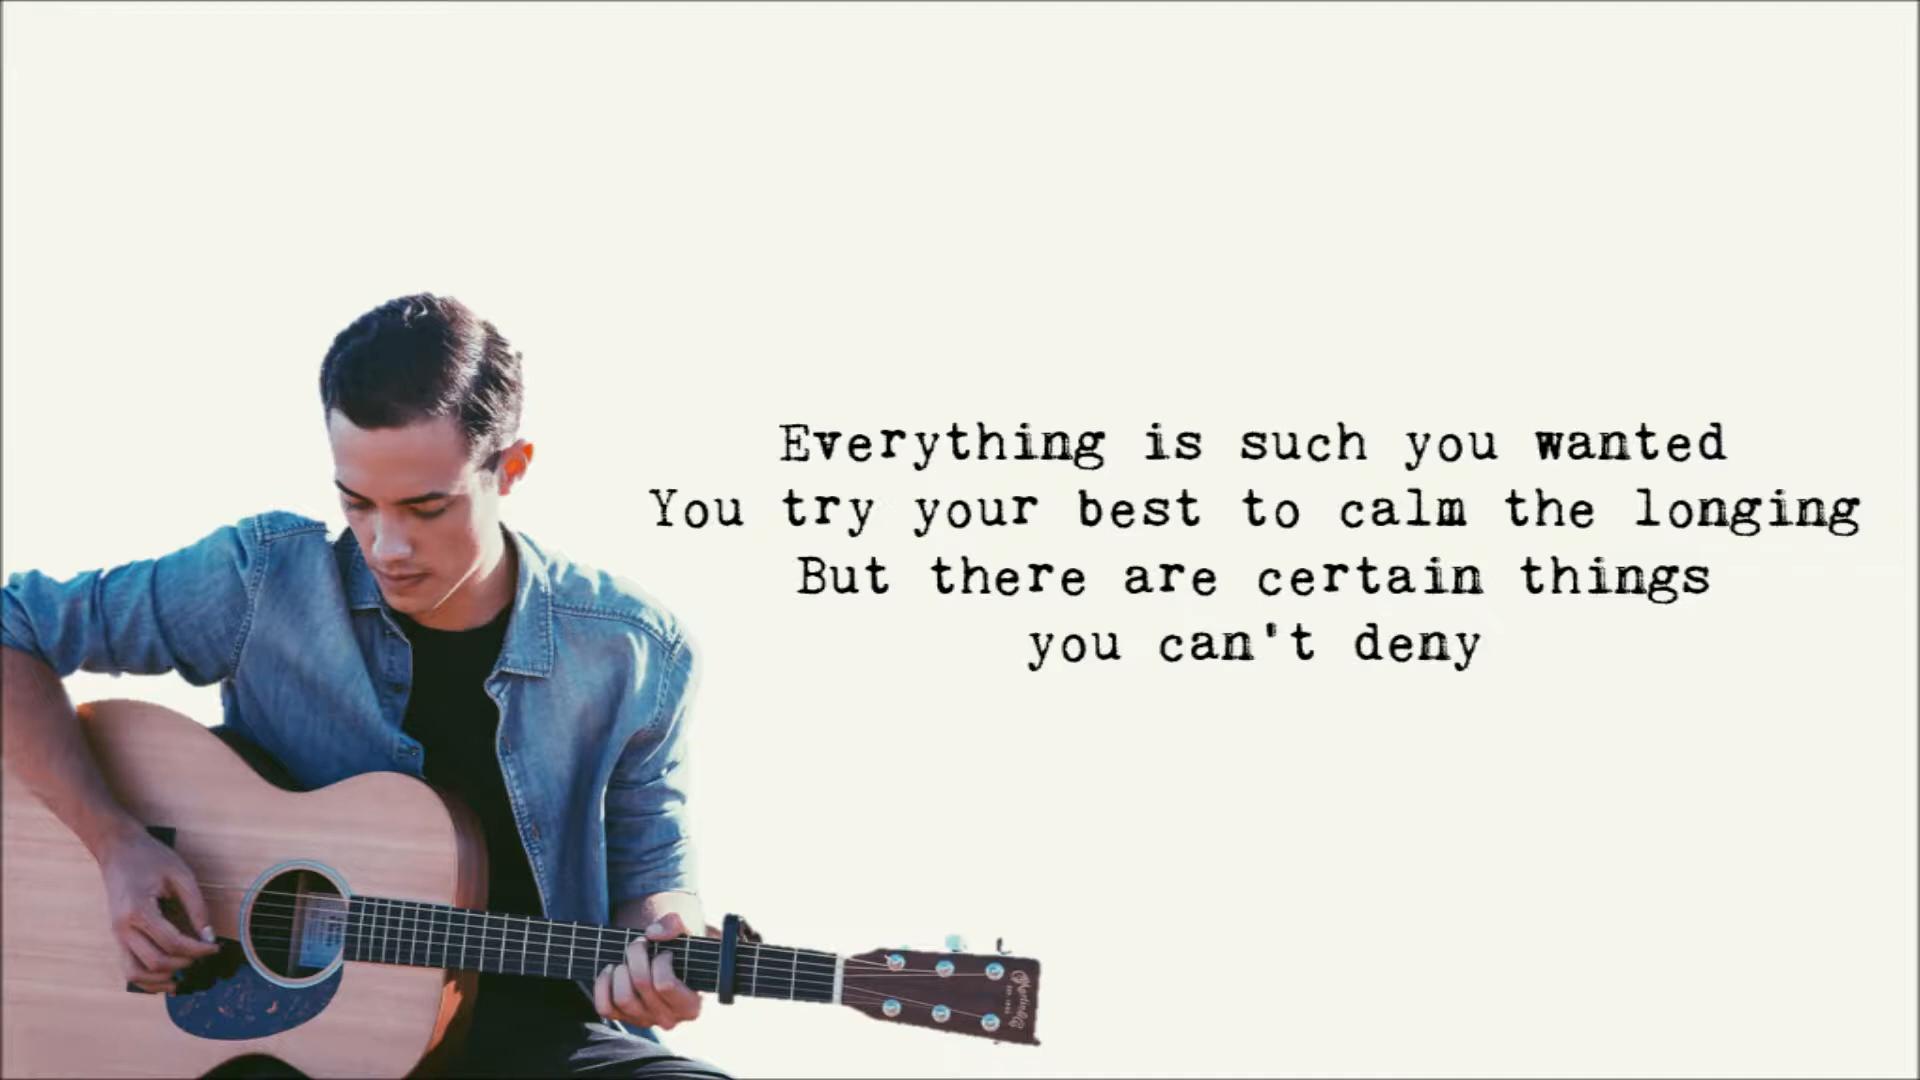 Everything is such you wanted
You try your best to calm the longing
But there are certain things
you can't deny